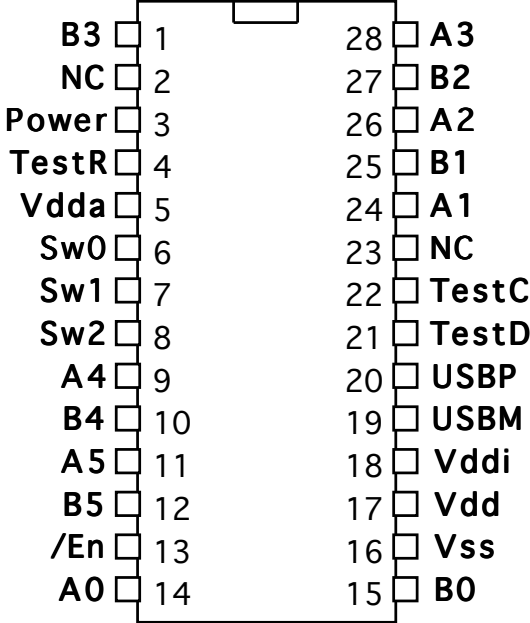 B3 1 28 A3
NC 2 27 B2
Power 3 26 A2
TestR 4 25 B1
Vdda 5 24 A1
Sw0 6 23 NC
Sw1 7 22 TestC
Sw2 8 21 TestD
A4 9 20 USBP
B4 10 19 USBM
A5 11 18 Vddi
B5 12 17 Vdd
/En 13 16 Vss
A0 14 15 B0